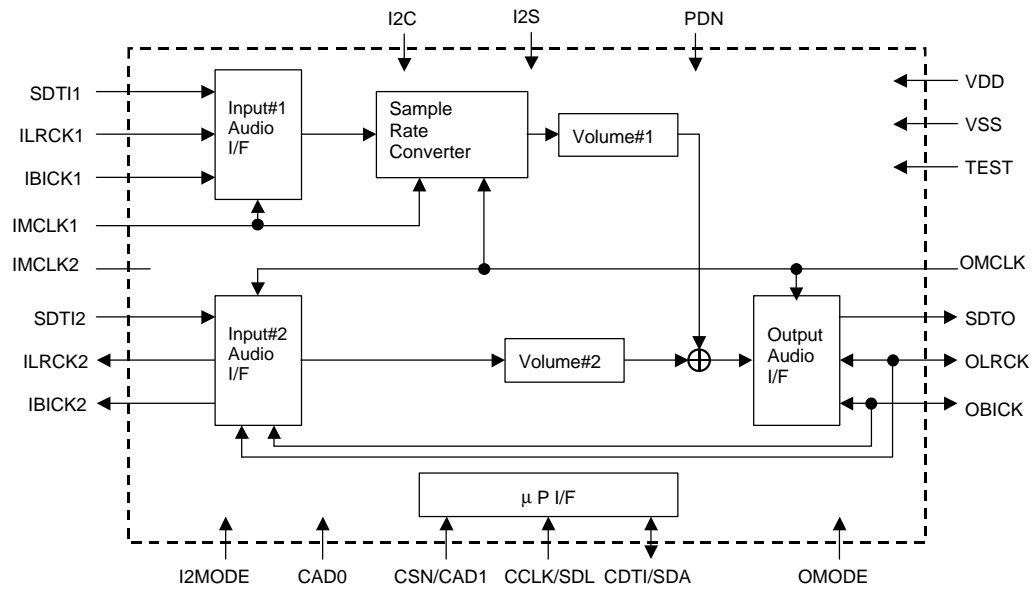 I2C
I2S
PDN
SDTI1
ILRCK1
IBICK1
IMCLK1
IMCLK2
SDTI2
ILRCK2
IBICK2
Input#1
Audio
I/F
Sample
Rate
Converter
Volume#1
VDD
VSS
TEST
OMCLK
SDTO
OLRCK
OBICK
Input#2
Audio
I/F
Volume#2
Output
Audio
I/F
μ P I/F
I2MODE
CAD0
CSN/CAD1
CCLK/SDL
CDTI/SDA
OMODE